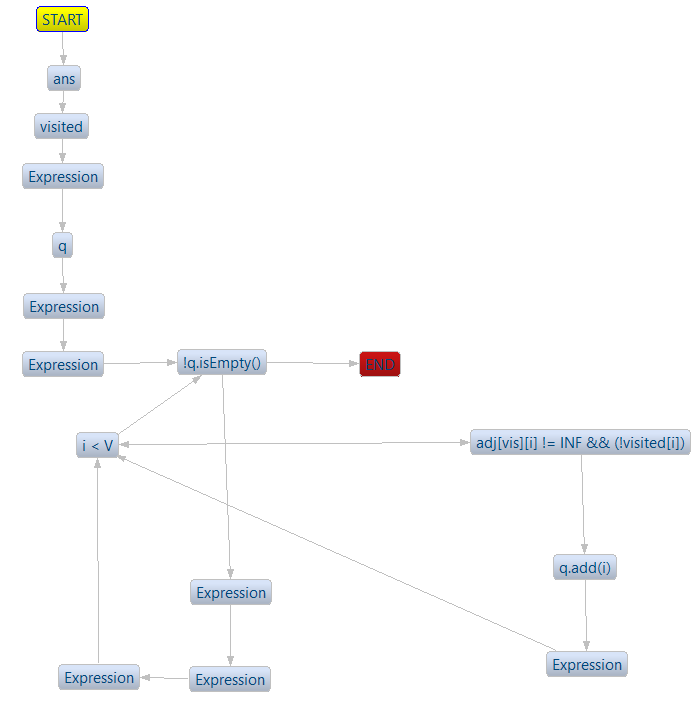 START
ans
visited
Expression
q
Expression
Expression
!q.isEmpty()
END
i < V
adj[vis][i] != INF && (!visited[i])
q.add(i)
Expression
Expression
Expression
Expression